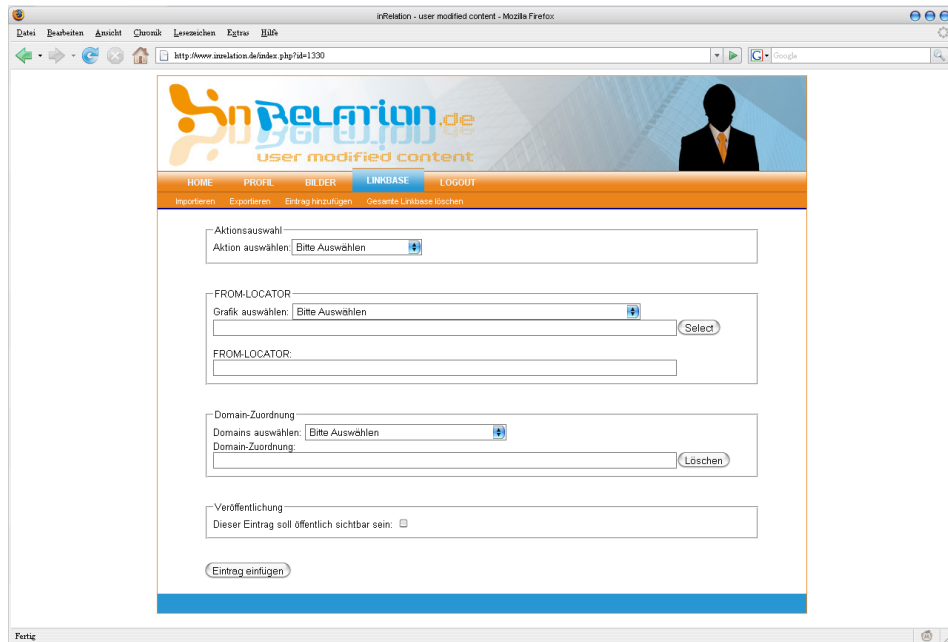 inRelation - user modified content - Mozilla Firefox
Datei Bearbeiten Ansicht Chronik Lesezeichen Extras Hilfe
http://www.inrelation.de/index.php?id=1330 G Google
inRelation.de
user modified content
HOME PROFIL BILDER LINKBASE LOGOUT
Importieren Exportieren Eintrag hinzufügen Gesamte Linkbase löschen
Aktionsauswahl
Aktion auswählen: Bitte Auswählen
FROM-LOCATOR
Grafik auswählen: Bitte Auswählen
Select
FROM-LOCATOR:
Domain-Zuordnung
Domains auswählen: Bitte Auswählen
Domain-Zuordnung:
Löschen
Veröffentlichung
Dieser Eintrag soll öffentlich sichtbar sein:
Eintrag einfügen
Fertig